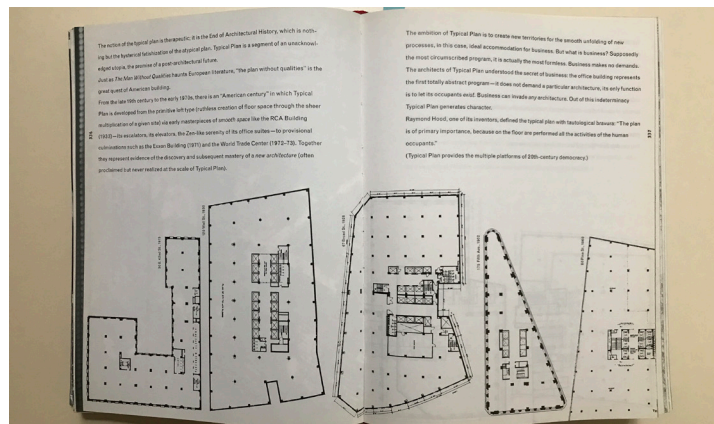 The notion of the typical plan is therapeutic; it is the End of Architectural History, which is noth-
ing but the hysterical fetishization of the atypical plan. Typical Plan is a segment of an unacknowl-
edged utopia, the promise of a post-architectural future.
Just as The Man Without Qualities haunts European literature, "the plan without qualities" is the
great quest of American building.
From the late 19th century to the early 1970s, there is an "American century" in which Typical
Plan is developed from the primitive loft type (ruthless creation of floor space through the sheer
multiplication of a given site) via early masterpieces of smooth space like the RCA Building
(1933)—its escalators, its elevators, the Zen-like serenity of its office suites—to provisional
culminations such as the Exxon Building (1971) and the World Trade Center (1972–73). Together
they represent evidence of the discovery and subsequent mastery of a new architecture (often
proclaimed but never realized at the scale of Typical Plan).
336
The ambition of Typical Plan is to create new territories for the smooth unfolding of new
processes, in this case, ideal accommodation for business. But what is business? Supposedly
the most circumscribed program, it is actually the most formless. Business makes no demands.
The architects of Typical Plan understood the secret of business: the office building represents
the first totally abstract program—it does not demand a particular architecture, its only function
is to let its occupants exist. Business can invade any architecture. Out of this indeterminacy
Typical Plan generates character.
Raymond Hood, one of its inventors, defined the typical plan with tautological bravura: "The plan
is of primary importance, because on the floor are performed all the activities of the human
occupants."
(Typical Plan provides the multiple platforms of 20th-century democracy.)
337